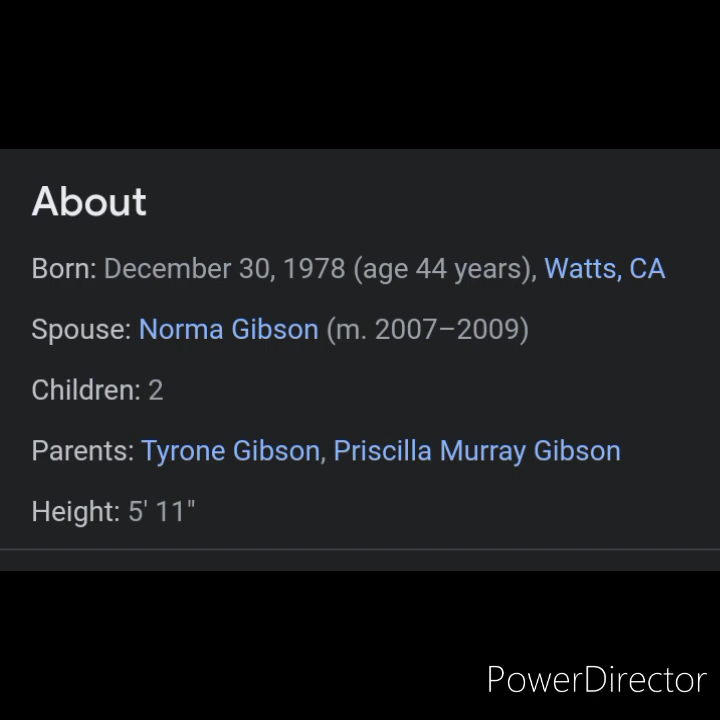 About
Born: December 30, 1978 (age 44 years), Watts, CA
Spouse: Norma Gibson (m. 2007–2009)
Children: 2
Parents: Tyrone Gibson, Priscilla Murray Gibson
Height: 5' 11"
PowerDirector